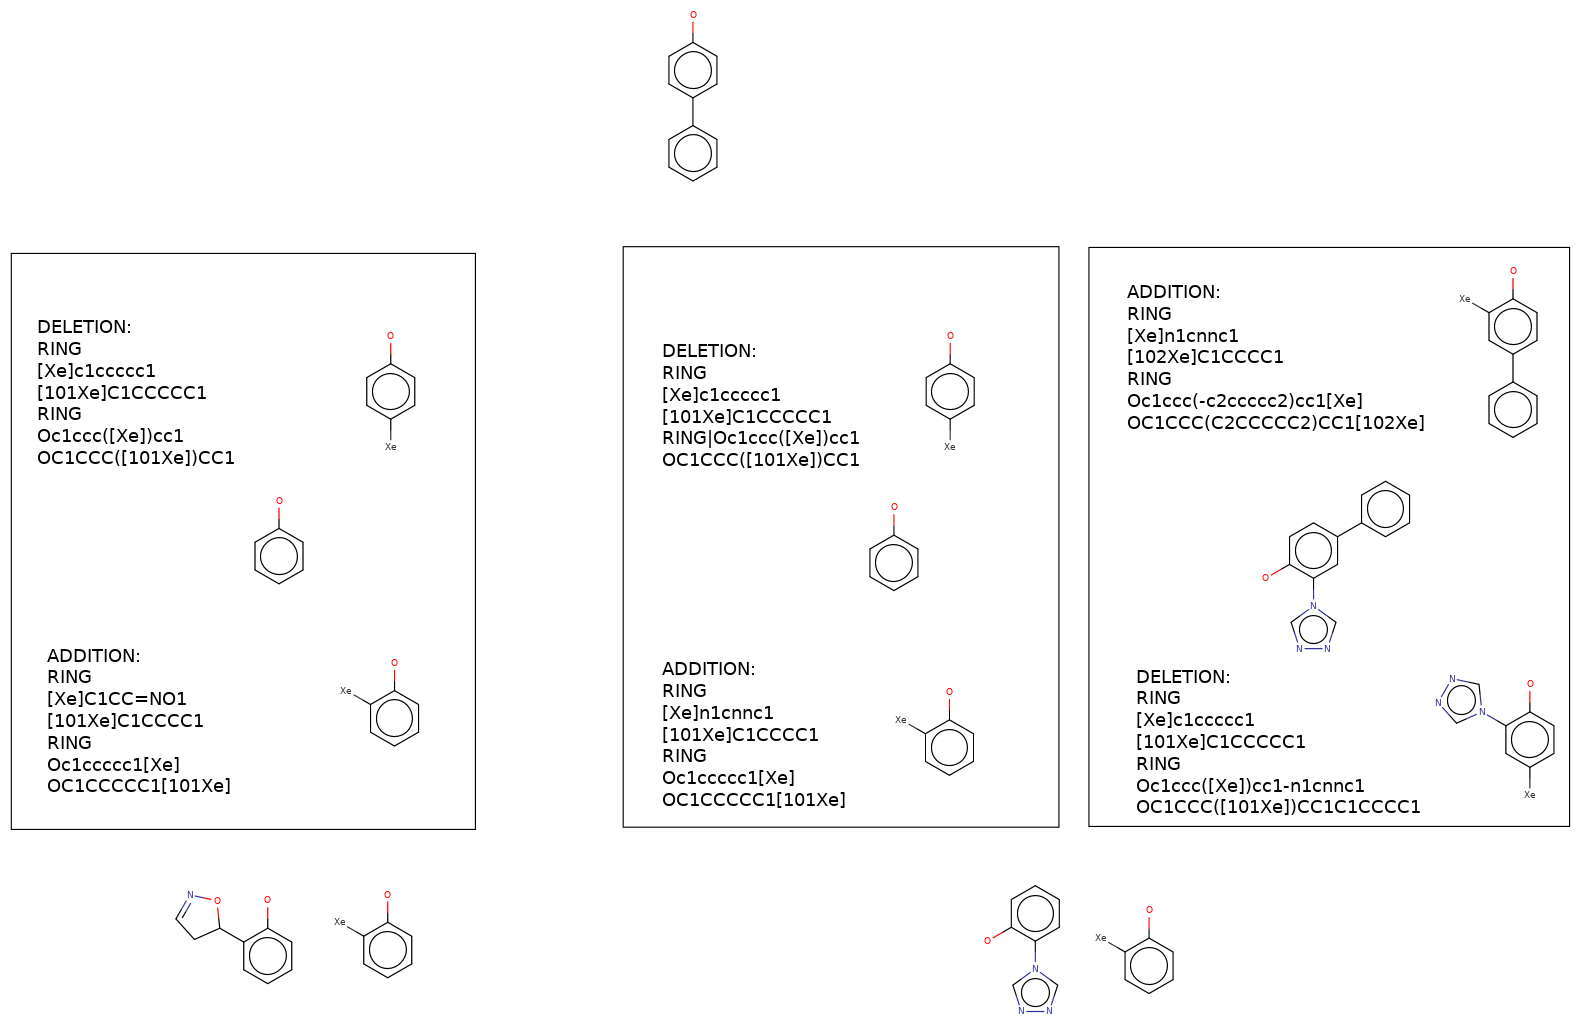 O
DELETION:
RING
[Xe]c1ccccc1
[101Xe]C1CCCCC1
RING
Oc1ccc([Xe])cc1
OC1CCC([101Xe])CC1
O
Xe
O
ADDITION:
RING
[Xe]C1CC=NO1
[101Xe]C1CCCC1
RING
Oc1ccccc1[Xe]
OC1CCCCC1[101Xe]
O
Xe
DELETION:
RING
[Xe]c1ccccc1
[101Xe]C1CCCCC1
RING|Oc1ccc([Xe])cc1
OC1CCC([101Xe])CC1
O
Xe
O
ADDITION:
RING
[Xe]n1cnnc1
[101Xe]C1CCCC1
RING
Oc1ccccc1[Xe]
OC1CCCCC1[101Xe]
O
Xe
ADDITION:
RING
[Xe]n1cnnc1
[102Xe]C1CCCC1
RING
Oc1ccc(-c2ccccc2)cc1[Xe]
OC1CCC(C2CCCCC2)CC1[102Xe]
O
Xe
O
N
N N
DELETION:
RING
[Xe]c1ccccc1
[101Xe]C1CCCCC1
RING
Oc1ccc([Xe])cc1-n1cnnc1
OC1CCC([101Xe])CC1C1CCCC1
N
N
N
O
Xe
N O O
O
Xe
O
N
N N
O
Xe